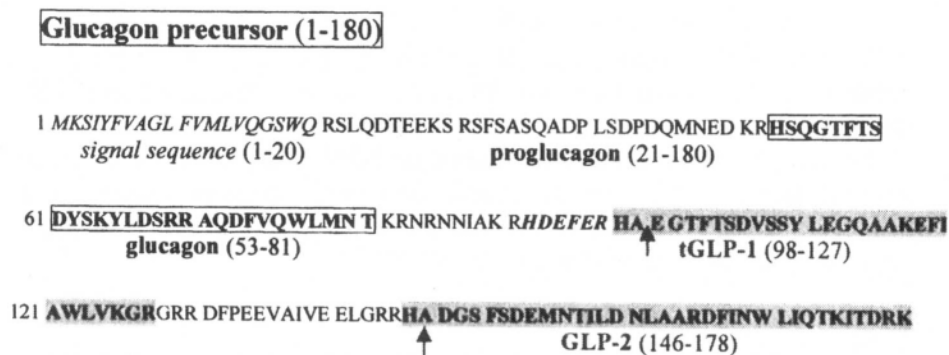 Glucagon precursor (1-180)
1 MKSIYFVAGL FVMLVQGSWQ RSLQDTEEKS RSFSASQADP LSDPDQMNED KRHSQGTFTS
signal sequence (1-20) proglucagon (21-180)
61 DYSKYLDSRR AQDFVQWLMN T KRNRNNIAK RHDEFER HA EGTFTSDVSSY LEGQAAKEFI
glucagon (53-81) tGLP-1 (98-127)
121 AWLVKGRGRR DFPEEVAIVE ELGRRHA DGS FSDEMNTILD NLAARDFINW LIQTKITDRK
GLP-2 (146-178)